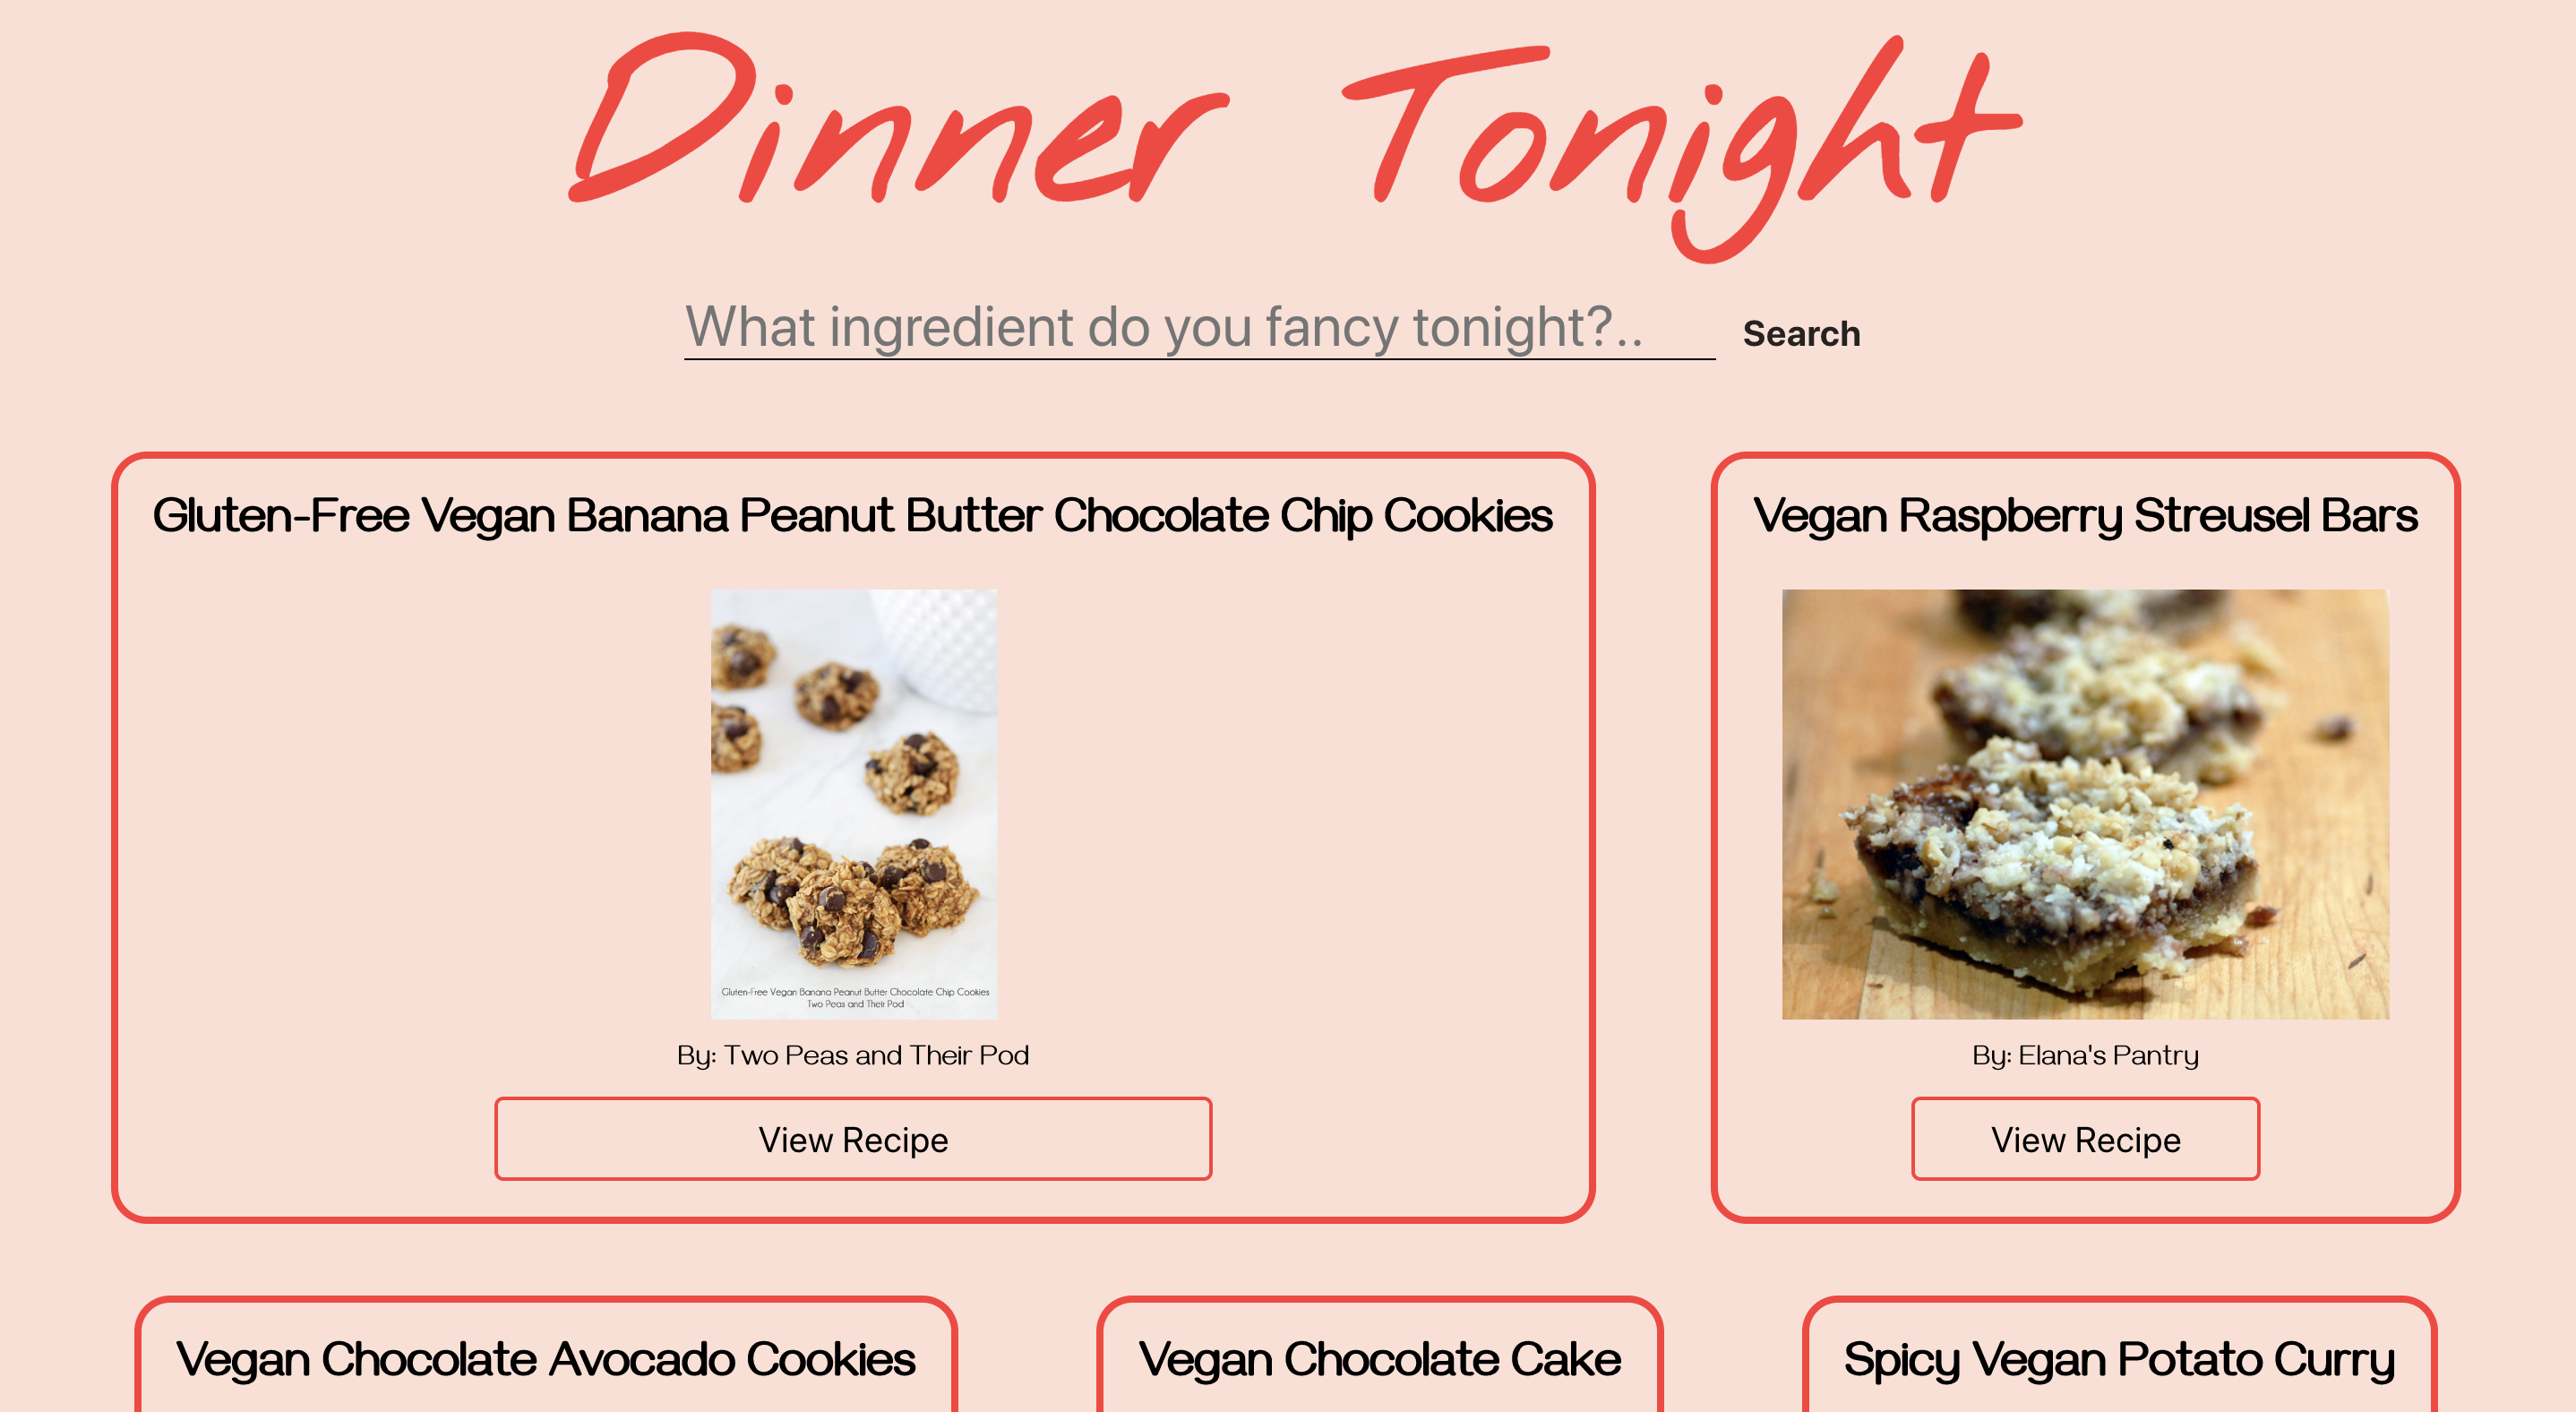 Dinner Tonight
What ingredient do you fancy tonight?..
Search
Gluten-Free Vegan Banana Peanut Butter Chocolate Chip Cookies
Gluten-Free Vegan Banana Peanut Butter Chocolate Chip Cookies
Two Peas and Their Pod
By: Two Peas and Their Pod
View Recipe
Vegan Raspberry Streusel Bars
By: Elana's Pantry
View Recipe
Vegan Chocolate Avocado Cookies
Vegan Chocolate Cake
Spicy Vegan Potato Curry